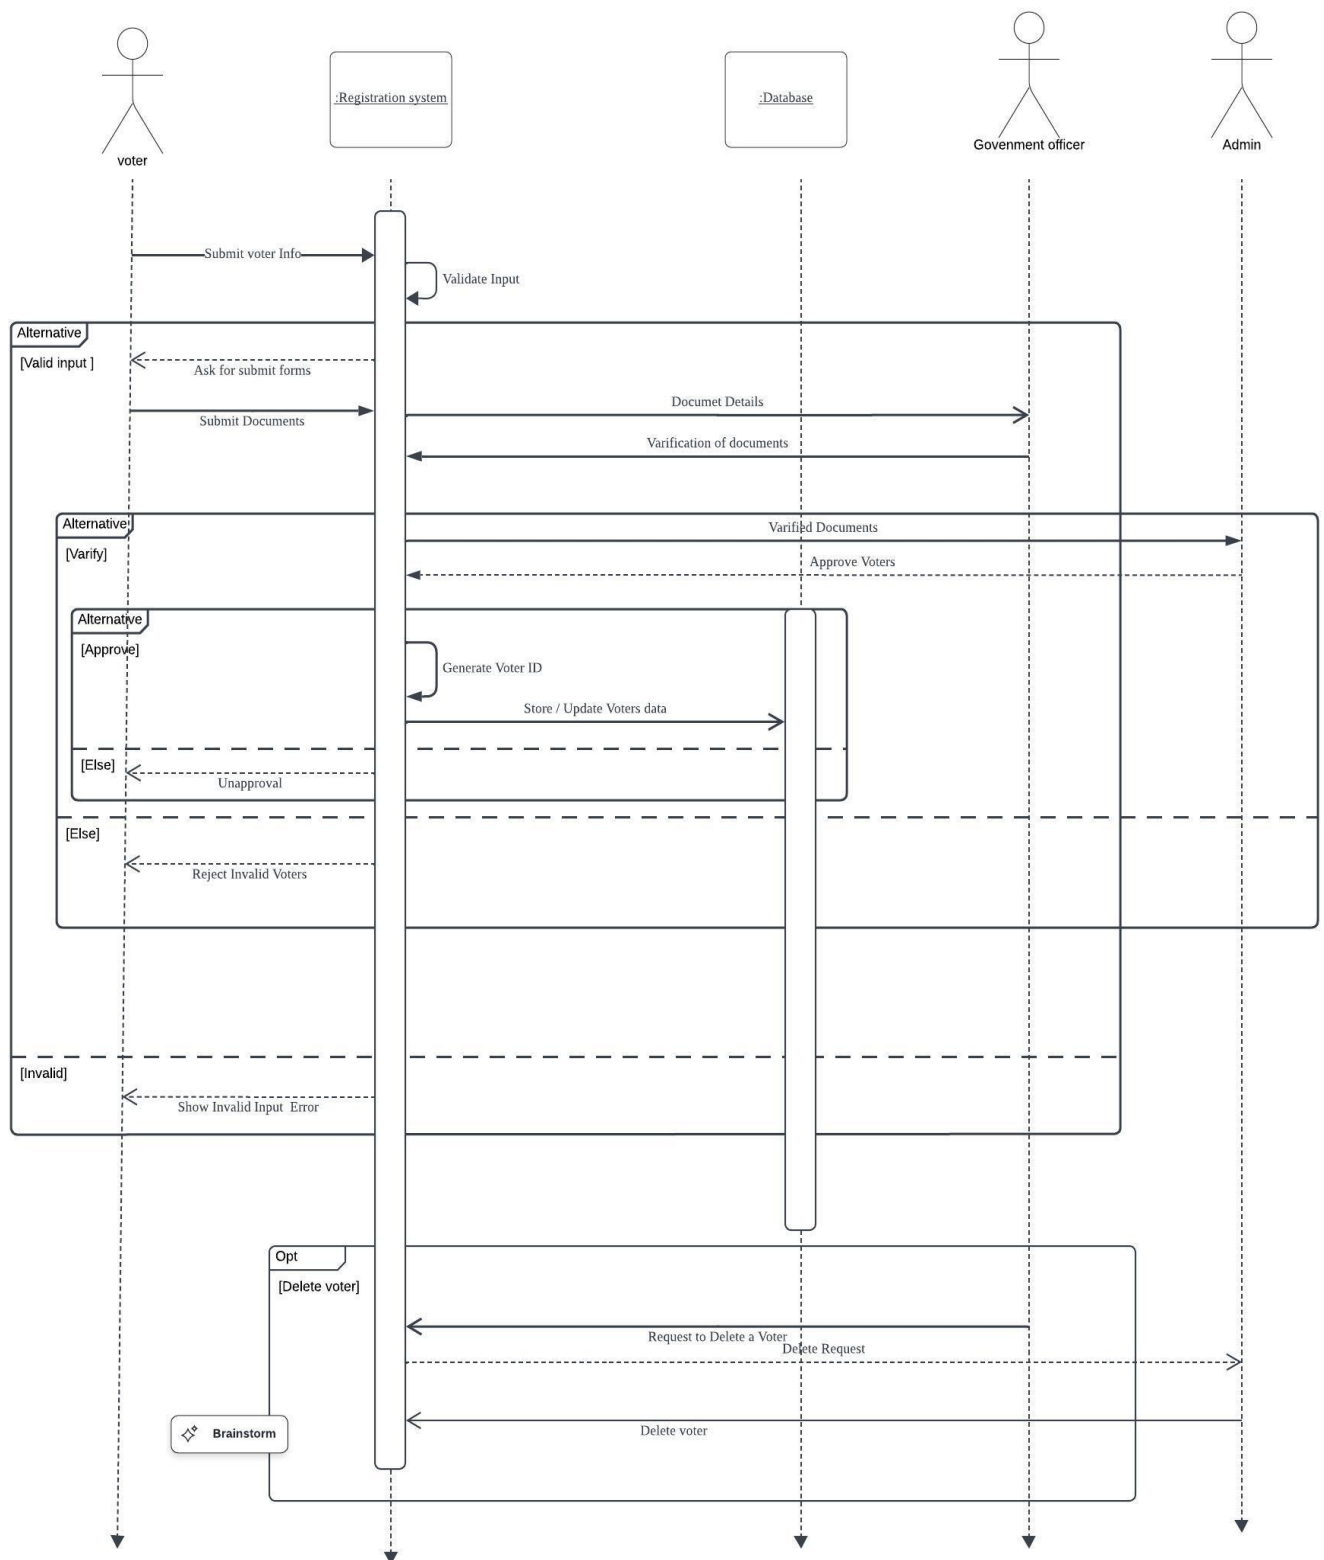 :Registration system
:Database
voter
Govenment officer
Admin
Submit voter Info
Validate Input
Alternative
[Valid input ]
Ask for submit forms
Submit Documents
Documet Details
Varification of documents
Alternative
[Varify]
Varified Documents
Approve Voters
Alternative
[Approve]
Generate Voter ID
Store / Update Voters data
[Else]
Unapproval
[Else]
Reject Invalid Voters
[Invalid]
Show Invalid Input  Error
Opt
[Delete voter]
Request to Delete a Voter
Delete Request
Delete voter
Brainstorm